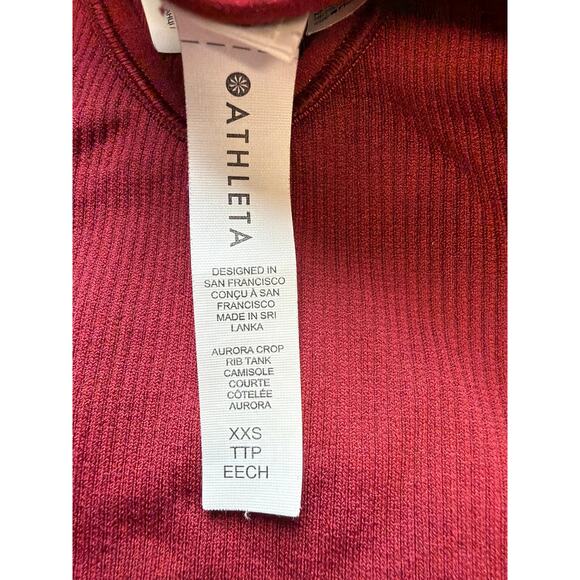 ATHLETA
DESIGNED IN
SAN FRANCISCO
CONÇU À SAN
FRANCISCO
MADE IN SRI
LANKA
AURORA CROP
RIB TANK
CAMISOLE
COURTE
CÔTELÉE
AURORA
XXS
TTP
EECH